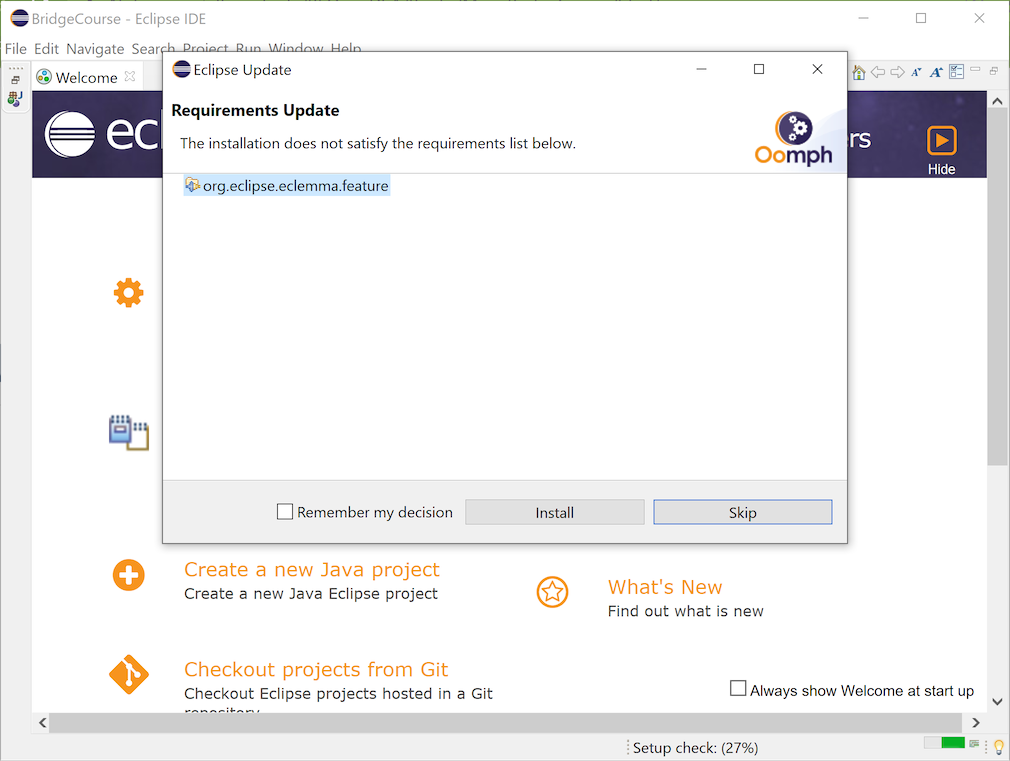 BridgeCourse - Eclipse IDE
File Edit Navigate Search Project Run Window Help
Welcome
Eclipse Update
Requirements Update
The installation does not satisfy the requirements list below.
Oomph
ec
rs
Hide
org.eclipse.eclemma.feature
Remember my decision
Install
Skip
Create a new Java project
Create a new Java Eclipse project
What's New
Find out what is new
Checkout projects from Git
Checkout Eclipse projects hosted in a Git
repository
Always show Welcome at start up
Setup check: (27%)